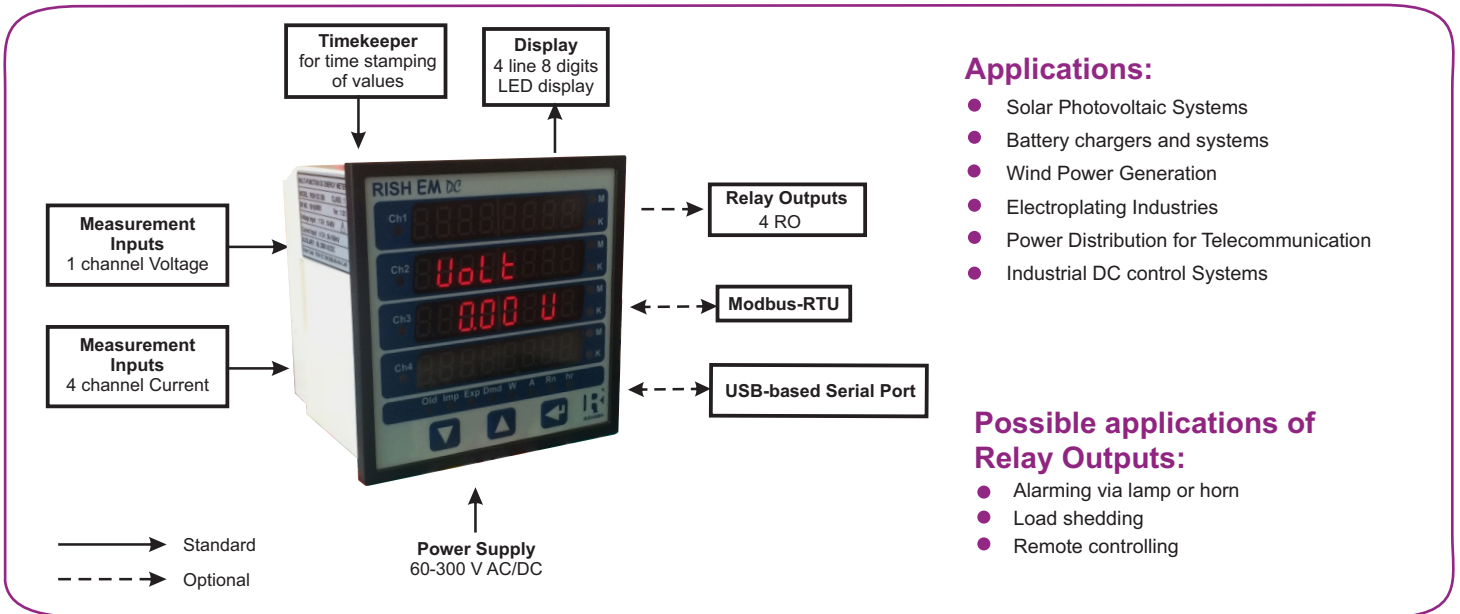 Timekeeper
for time stamping
of values
Display
4 line 8 digits
LED display
Measurement
Inputs
1 channel Voltage
Measurement
Inputs
4 channel Current
RISH EM DC
Ch1
M
K
Ch2
Volt
M
K
Ch3
0.00 U
M
K
Ch4
M
K
Old Imp Exp Dmd W A Rn hr
Relay Outputs
4 RO
Modbus-RTU
USB-based Serial Port
Power Supply
60-300 V AC/DC
Standard
Optional
Applications:
Solar Photovoltaic Systems
Battery chargers and systems
Wind Power Generation
Electroplating Industries
Power Distribution for Telecommunication
Industrial DC control Systems
Possible applications of
Relay Outputs:
Alarming via lamp or horn
Load shedding
Remote controlling